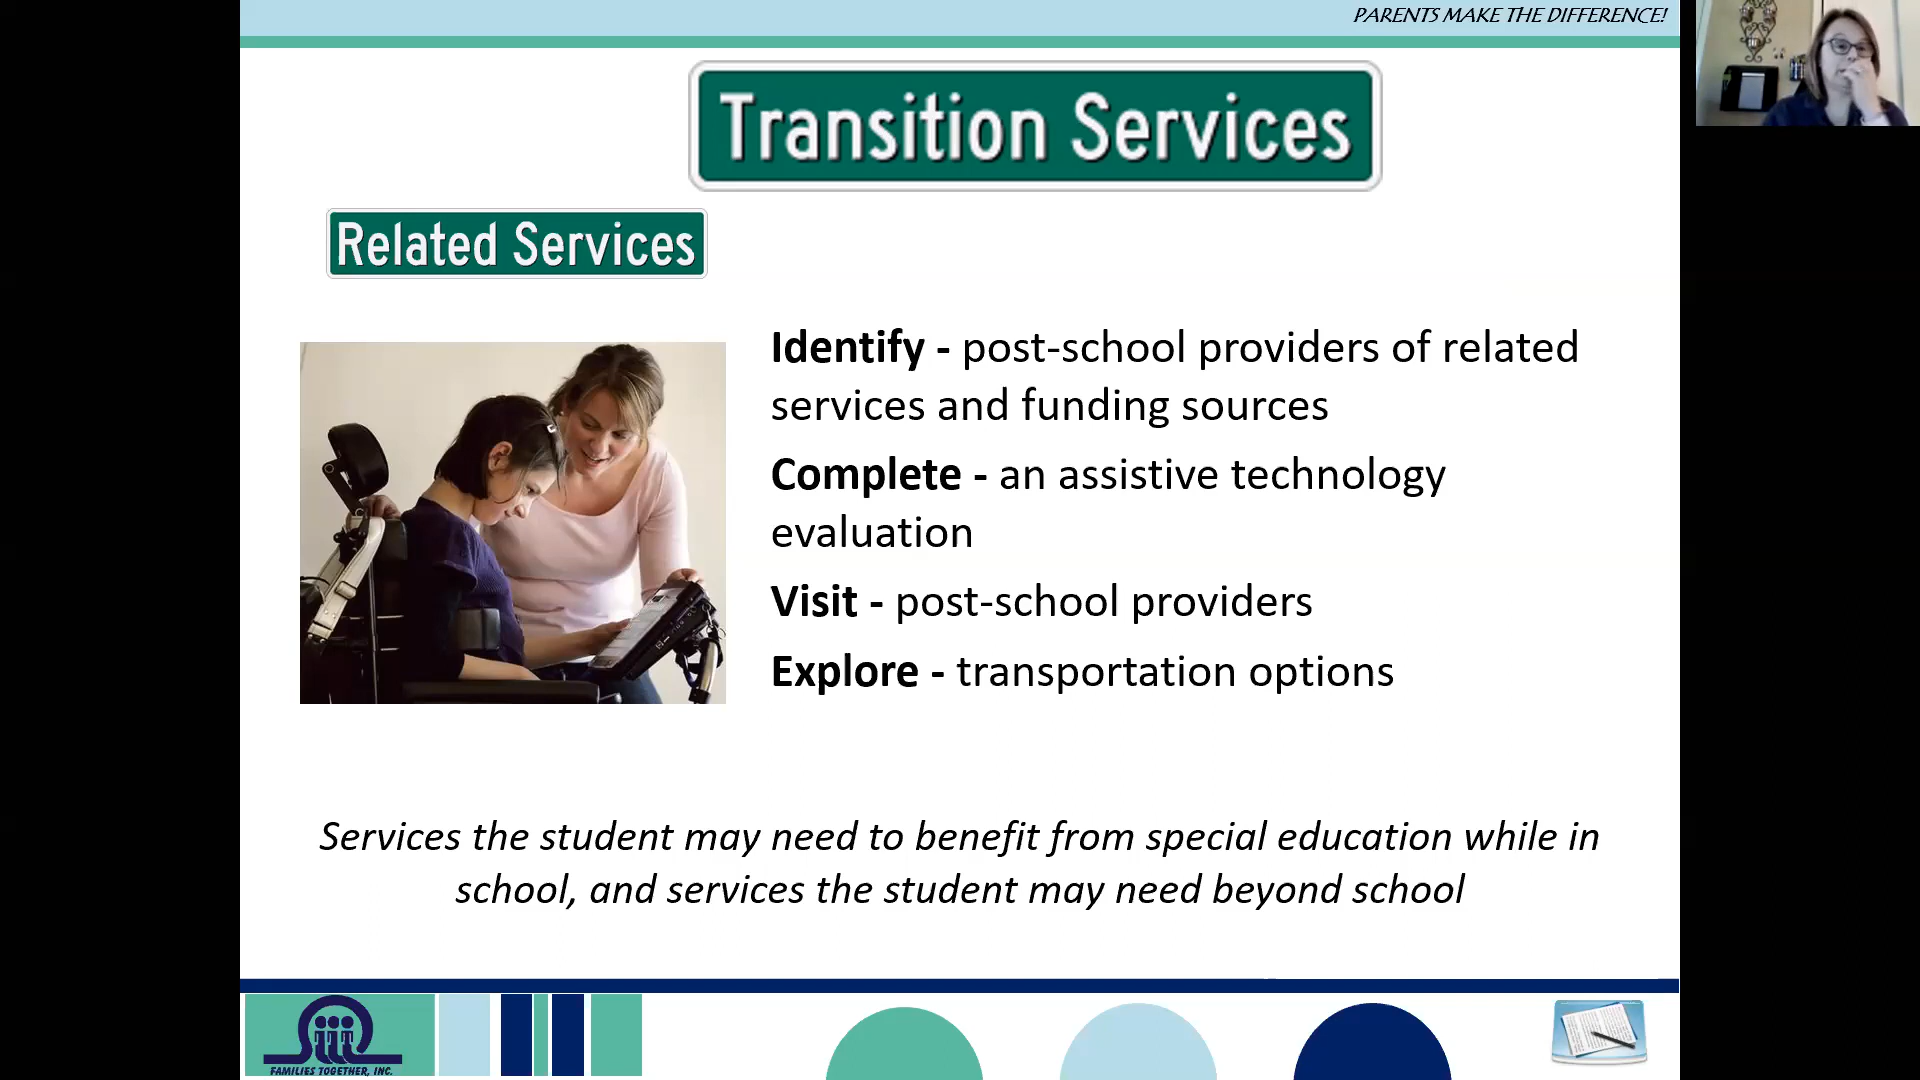 PARENTS MAKE THE DIFFERENCE!
Transition Services
Related Services
Identify - post-school providers of related
services and funding sources
Complete - an assistive technology
evaluation
Visit - post-school providers
Explore - transportation options
Services the student may need to benefit from special education while in
school, and services the student may need beyond school
FAMILIES TOGETHER, INC.